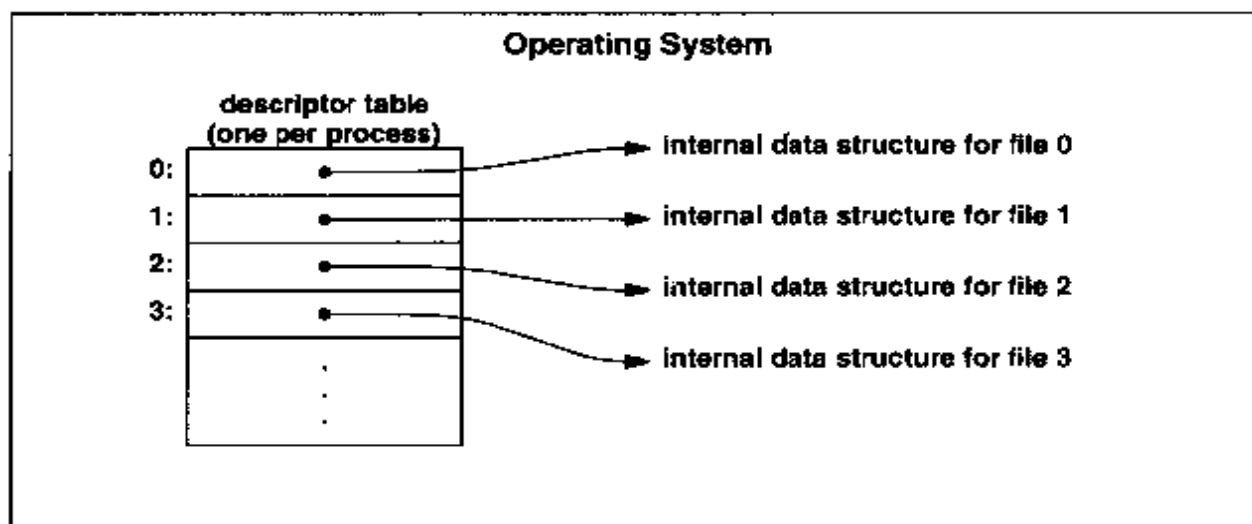 Operating System
descriptor table
(one per process)
0:
1:
2:
3:
internal data structure for file 0
internal data structure for file 1
internal data structure for file 2
internal data structure for file 3
.
.
.